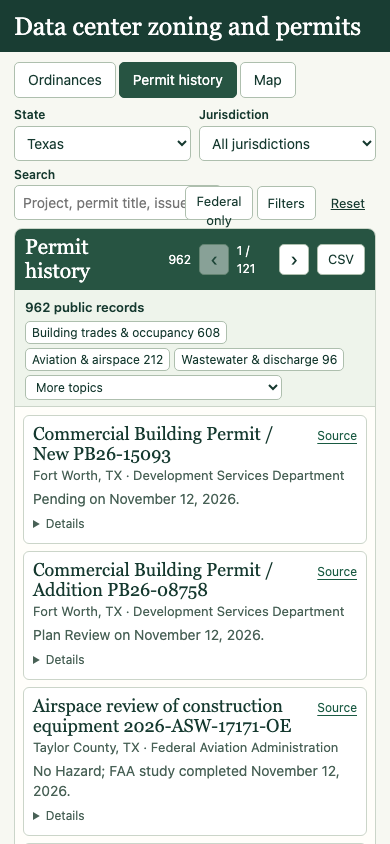 Data center zoning and permits
Ordinances
Permit history
Map
State
Jurisdiction
Texas
All jurisdictions
Search
Project, permit title, issue
Federal
only
Filters
Reset
Permit
history
962
‹
1 /
121
›
CSV
962 public records
Building trades & occupancy 608
Aviation & airspace 212
Wastewater & discharge 96
More topics
Commercial Building Permit /
New PB26-15093
Source
Fort Worth, TX · Development Services Department
Pending on November 12, 2026.
Details
Commercial Building Permit /
Addition PB26-08758
Source
Fort Worth, TX · Development Services Department
Plan Review on November 12, 2026.
Details
Airspace review of construction
equipment 2026-ASW-17171-OE
Source
Taylor County, TX · Federal Aviation Administration
No Hazard; FAA study completed November 12,
2026.
Details